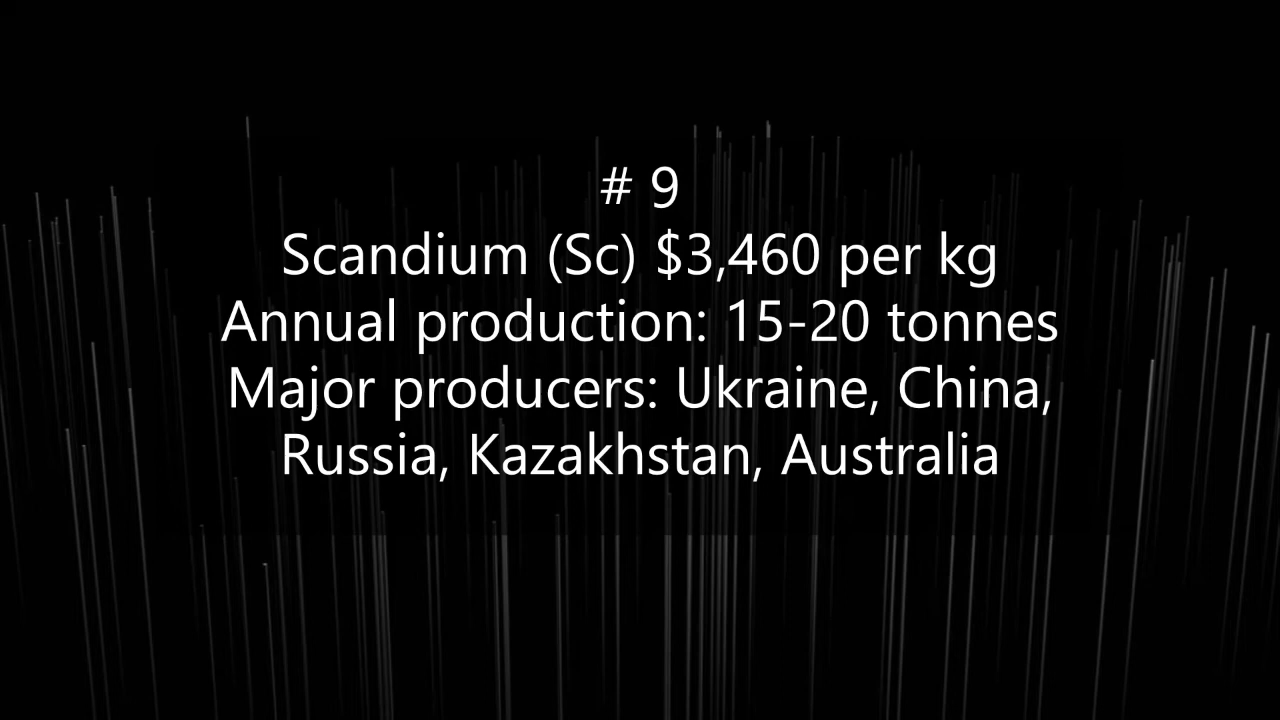 # 9
Scandium (Sc) $3,460 per kg
Annual production: 15-20 tonnes
Major producers: Ukraine, China,
Russia, Kazakhstan, Australia